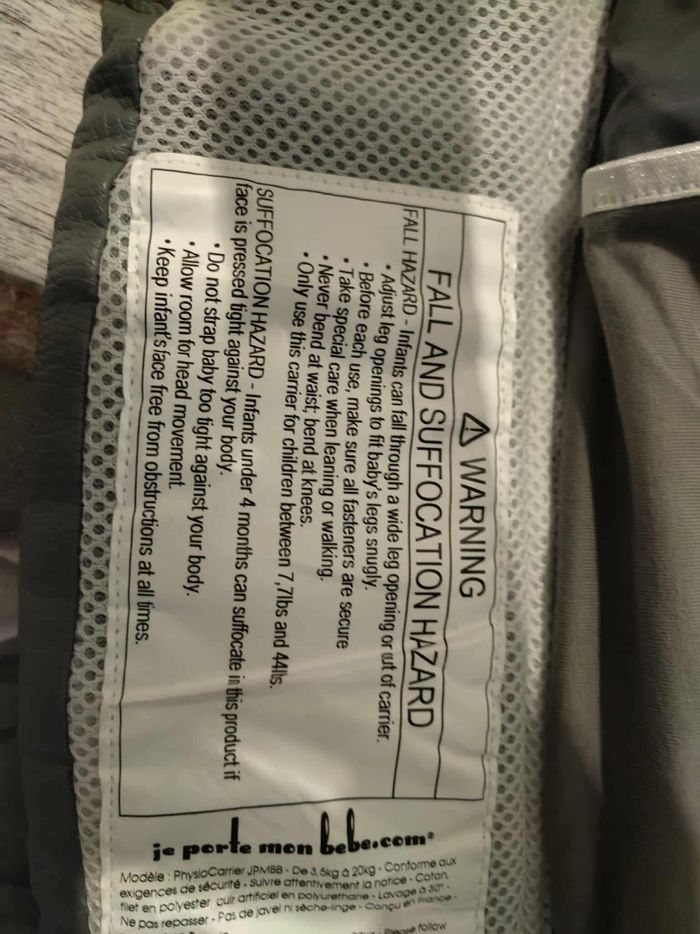 ⚠ WARNING
FALL AND SUFFOCATION HAZARD
FALL HAZARD - Infants can fall through a wide leg opening or out of carrier.
• Adjust leg openings to fit baby's legs snugly.
• Before each use, make sure all fasteners are secure
• Take special care when leaning or walking.
• Never bend at waist; bend at knees.
• Only use this carrier for children between 7,7lbs and 44lls.
SUFFOCATION HAZARD - Infants under 4 months can suffocate in this product if
face is pressed tight against your body.
• Do not strap baby too tight against your body.
• Allow room for head movement.
• Keep infant's face free from obstructions at all times.
je porte mon bebe.com®
Modèle : PhysioCarrier JPMBB - De 3,5kg à 20kg - Conforme aux
exigences de sécurité - Suivre attentivement la notice - Coton,
filet en polyester, cuir artificiel en polyurethane - Lavage à 30° -
Ne pas repasser - Pas de javel ni sèche-linge - Conçu en France -
Please follow